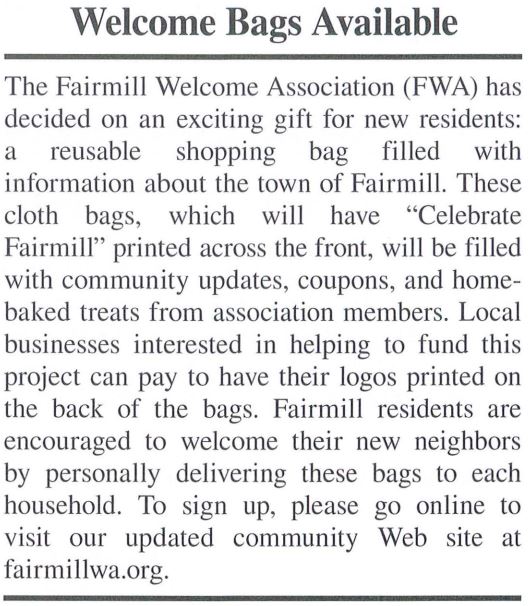 Welcome Bags Available
The Fairmill Welcome Association (FWA) has
decided on an exciting gift for new residents:
a reusable shopping bag filled with
information about the town of Fairmill. These
cloth bags, which will have “Celebrate
Fairmill” printed across the front, will be filled
with community updates, coupons, and home-
baked treats from association members. Local
businesses interested in helping to fund this
project can pay to have their logos printed on
the back of the bags. Fairmill residents are
encouraged to welcome their new neighbors
by personally delivering these bags to each
household. To sign up, please go online to
visit our updated community Web site at
fairmillwa.org.